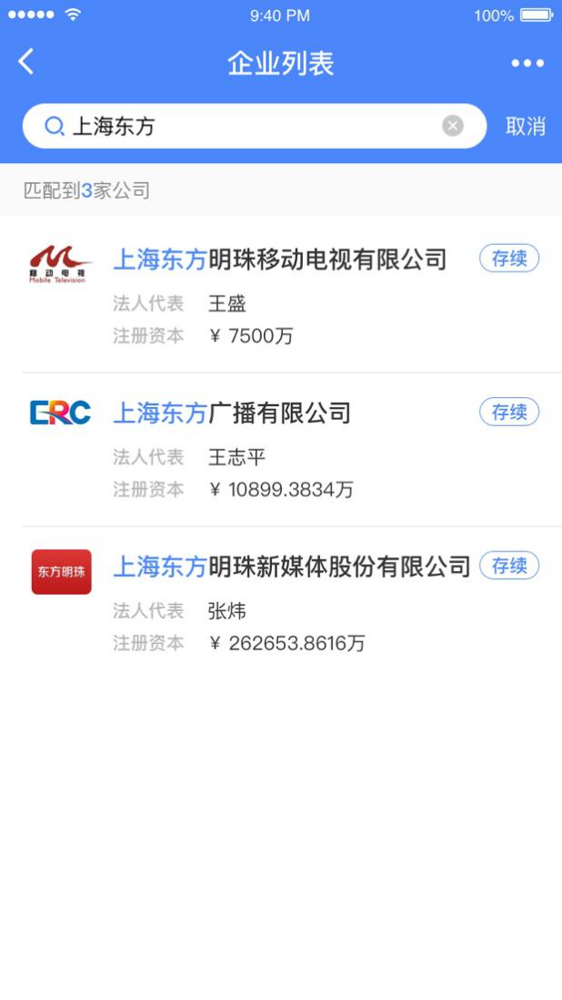 9:40 PM 100%
企业列表
上海东方 取消
匹配到3家公司
移动电视
Mobile Television
上海东方明珠移动电视有限公司 存续
法人代表 王盛
注册资本 ¥ 7500万
CRC
上海东方广播有限公司 存续
法人代表 王志平
注册资本 ¥ 10899.3834万
东方明珠
上海东方明珠新媒体股份有限公司 存续
法人代表 张炜
注册资本 ¥ 262653.8616万